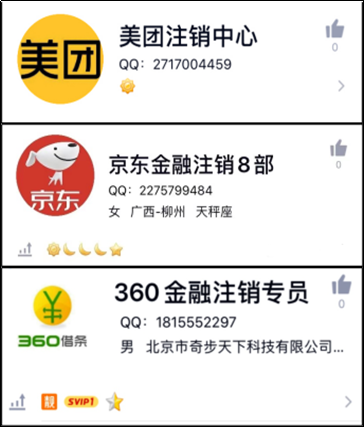 美团
美团注销中心
QQ：2717004459
0
京东
京东金融注销8部
QQ：2275799484
女 广西-柳州 天秤座
0
¥
360借条
360金融注销专员
QQ：1815552297
男 北京市奇步天下科技有限公司...
0
靓 SVIP1